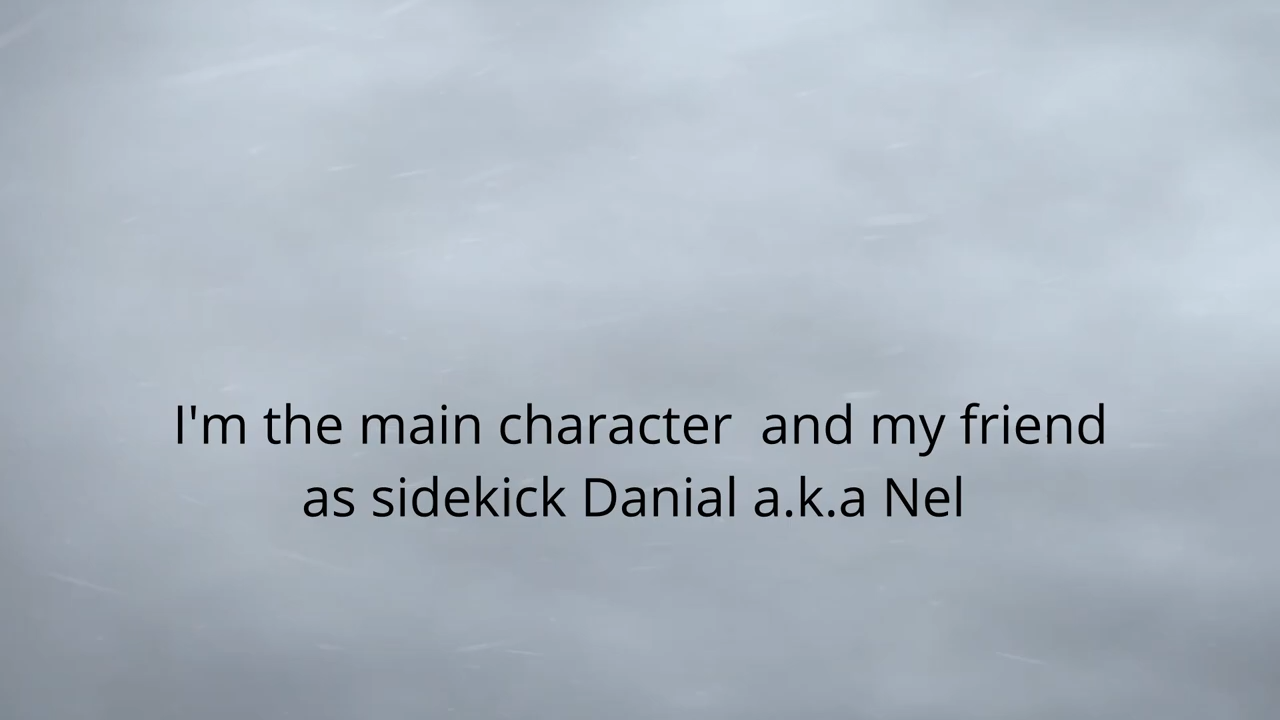 I'm the main character  and my friend
as sidekick Danial a.k.a Nel